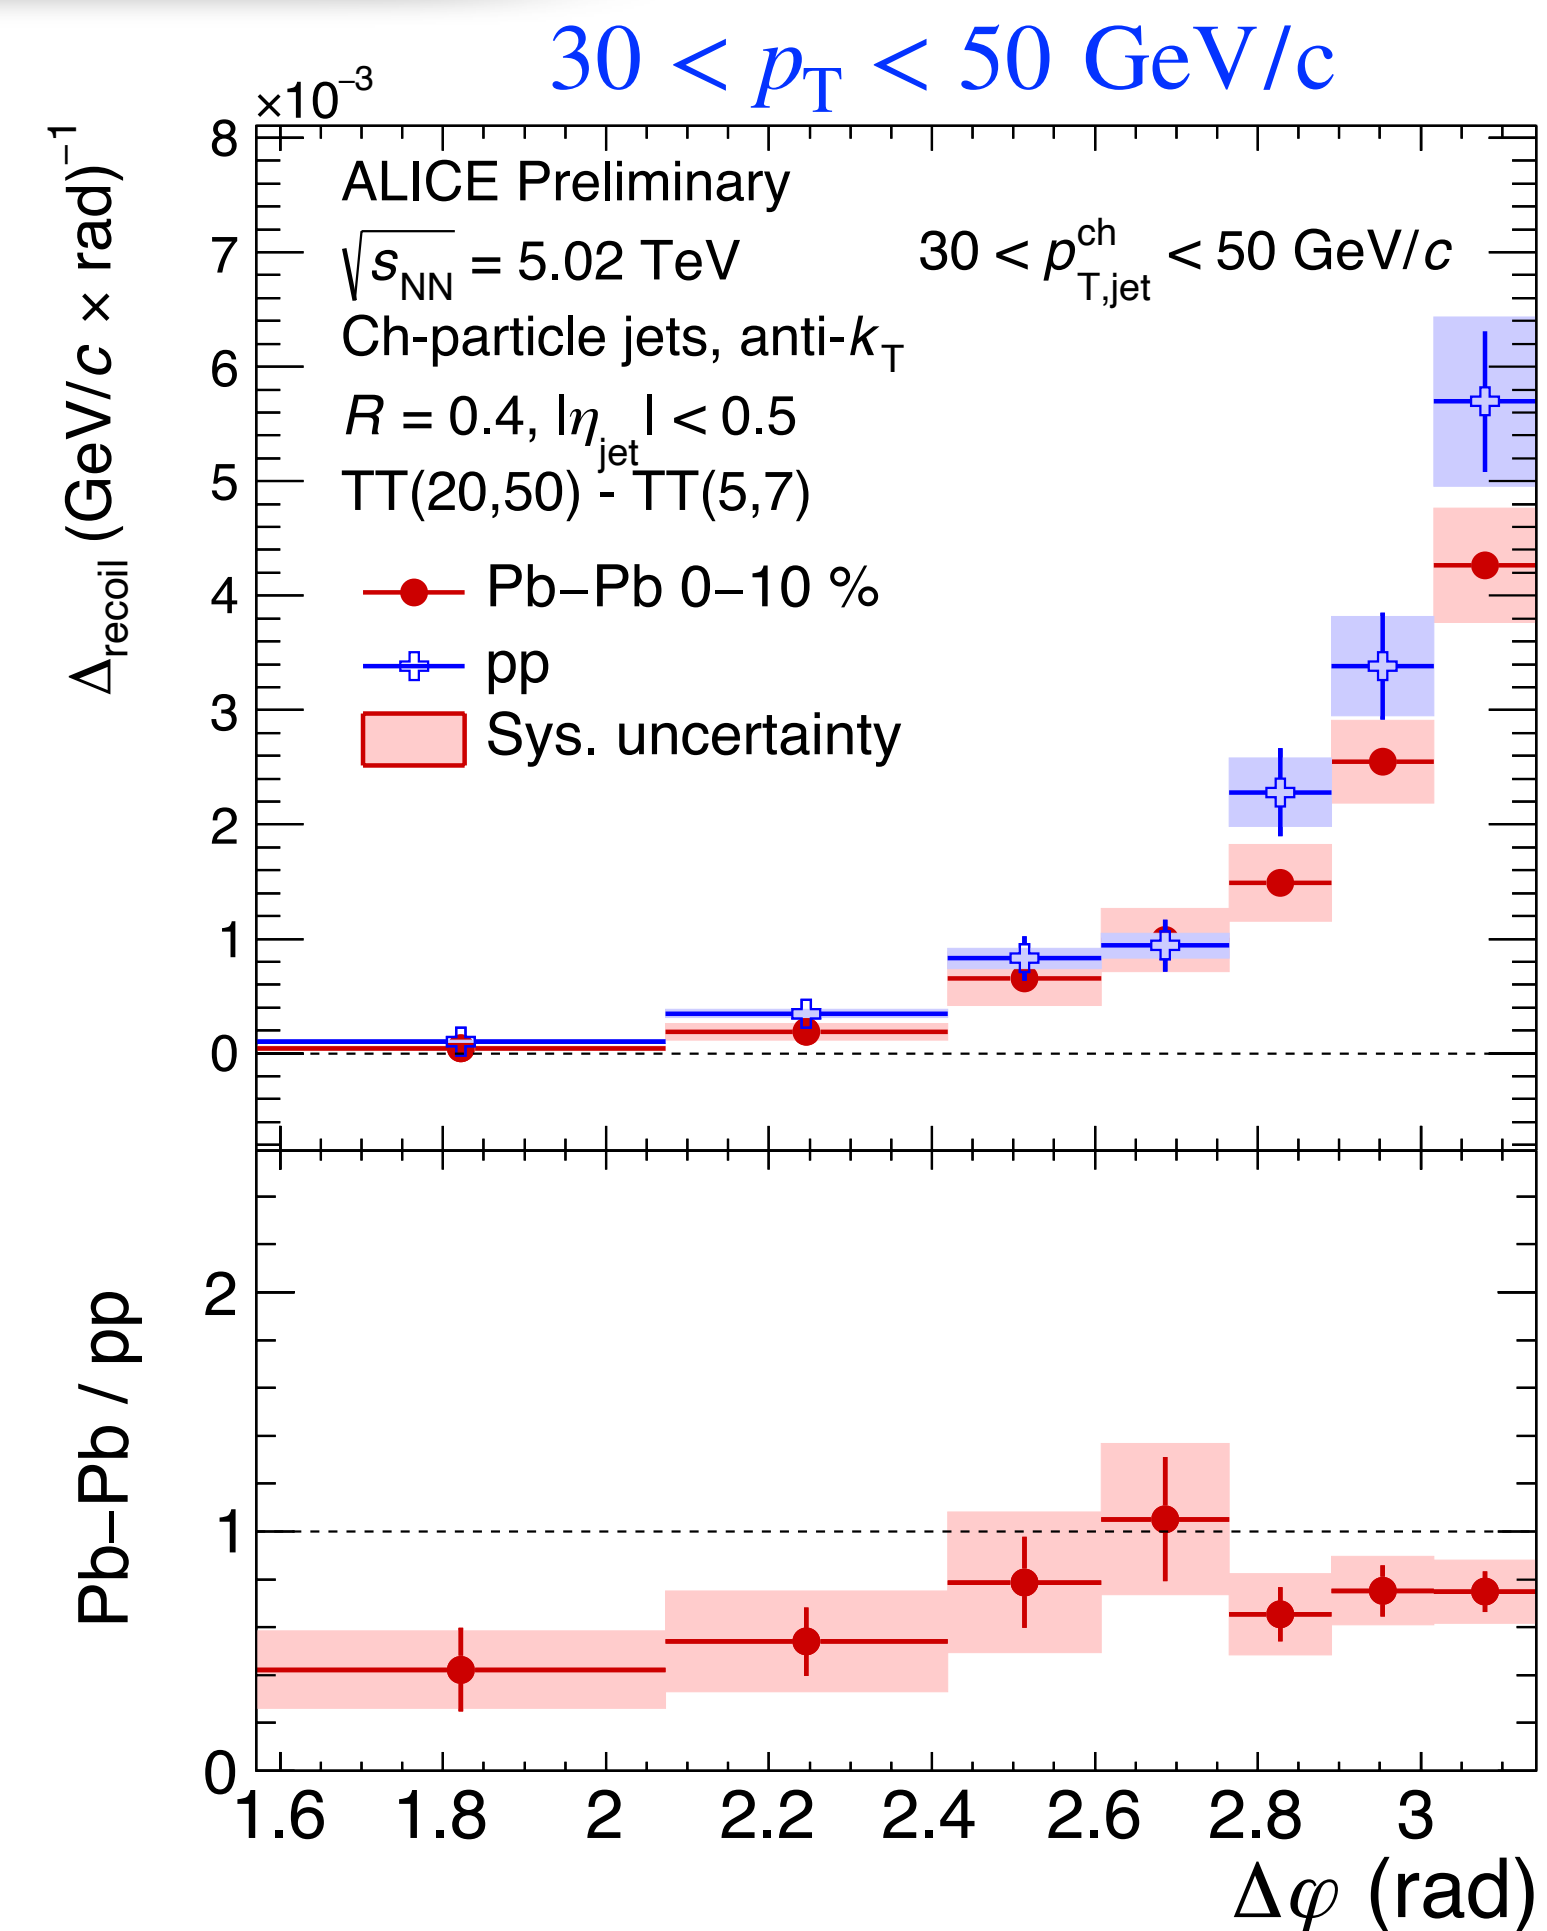 30 < pT < 50 GeV/c
×10−3
ALICE Preliminary
√sNN = 5.02 TeV
30 < pchT,jet < 50 GeV/c
Ch-particle jets, anti-kT
R = 0.4, |ηjet| < 0.5
TT(20,50) - TT(5,7)
Pb−Pb 0−10 %
pp
Sys. uncertainty
Δrecoil (GeV/c × rad)−1
8
7
6
5
4
3
2
1
0
Pb−Pb / pp
2
1
0
1.6 1.8 2 2.2 2.4 2.6 2.8 3
Δφ (rad)